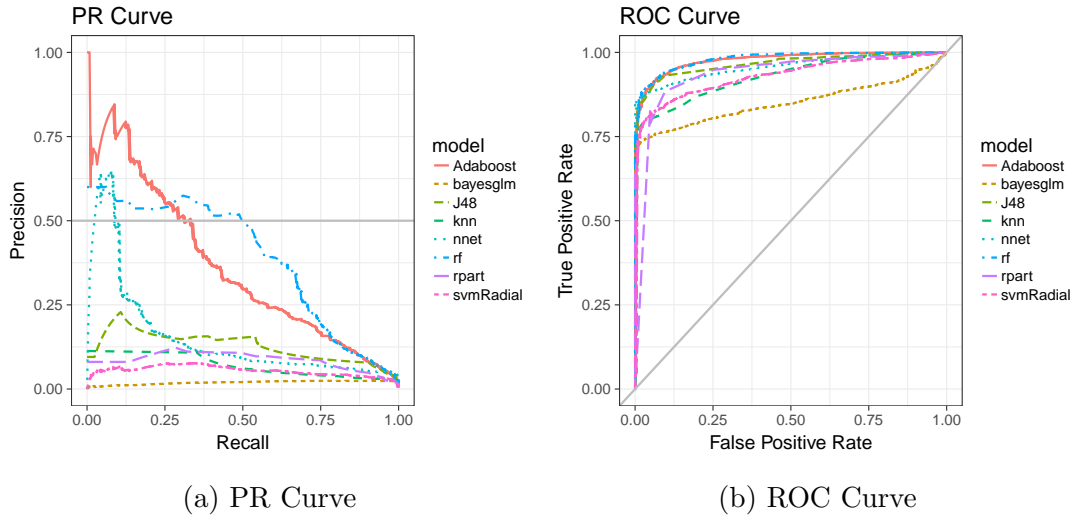 PR Curve
1.00
0.75
0.50
0.25
0.00
Precision
0.00 0.25 0.50 0.75 1.00
Recall
model
Adaboost
bayesglm
J48
knn
nnet
rf
rpart
svmRadial
(a) PR Curve
ROC Curve
1.00
0.75
0.50
0.25
0.00
True Positive Rate
0.00 0.25 0.50 0.75 1.00
False Positive Rate
model
Adaboost
bayesglm
J48
knn
nnet
rf
rpart
svmRadial
(b) ROC Curve